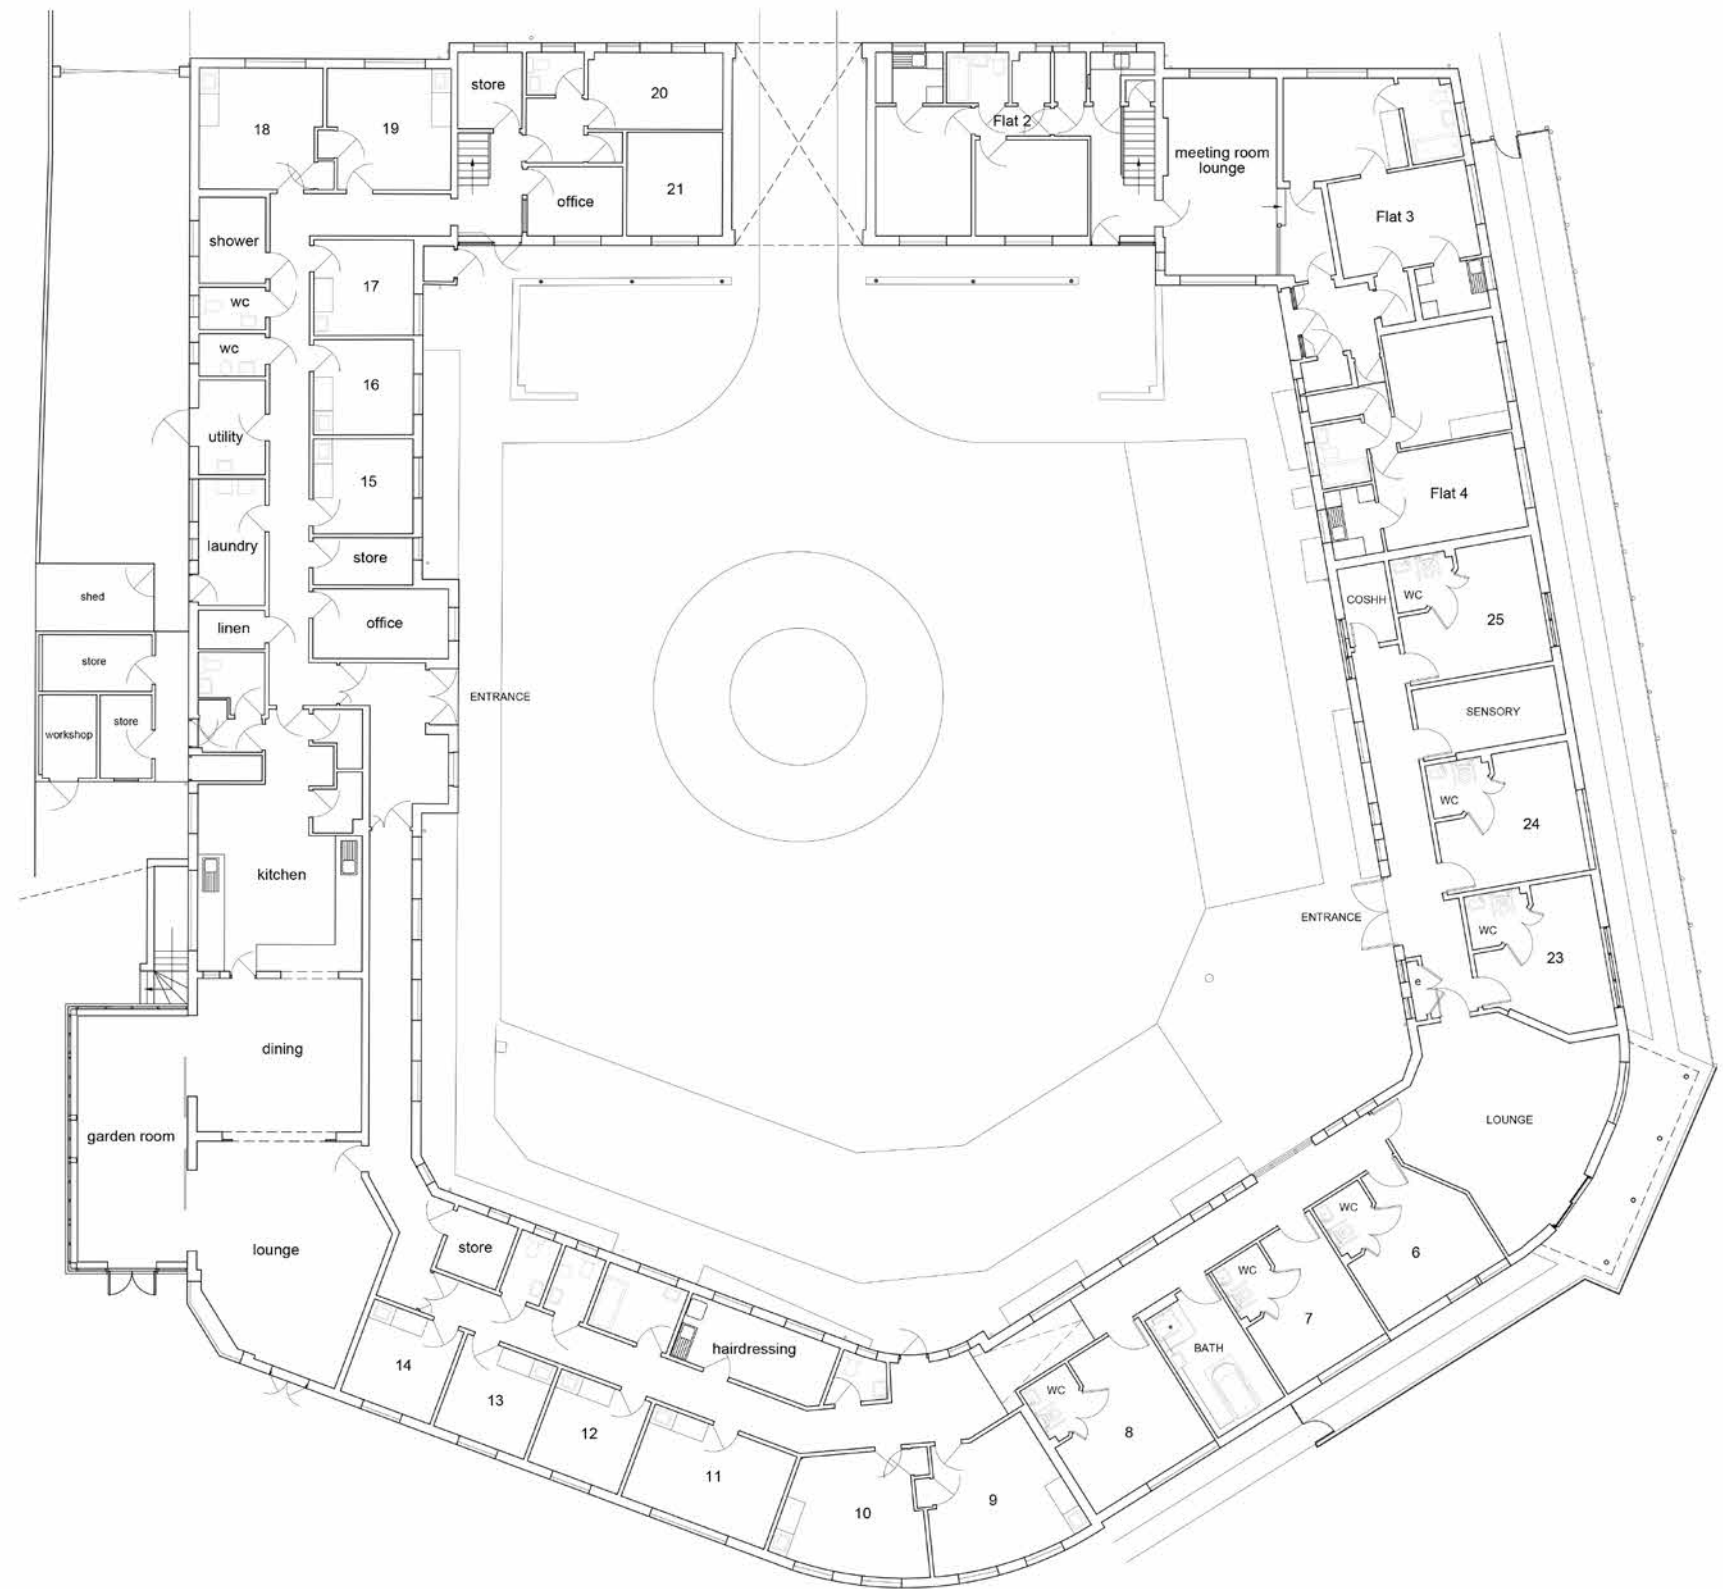 store
20
18
19
Flat 2
meeting room
lounge
21
office
Flat 3
shower
17
wc
wc
16
utility
15
Flat 4
laundry
store
shed
COSHH
WC
25
linen
office
store
ENTRANCE
SENSORY
workshop
store
WC
24
kitchen
ENTRANCE
WC
23
e
dining
garden room
LOUNGE
lounge
store
WC
6
WC
7
hairdressing
BATH
14
WC
13
8
12
11
9
10